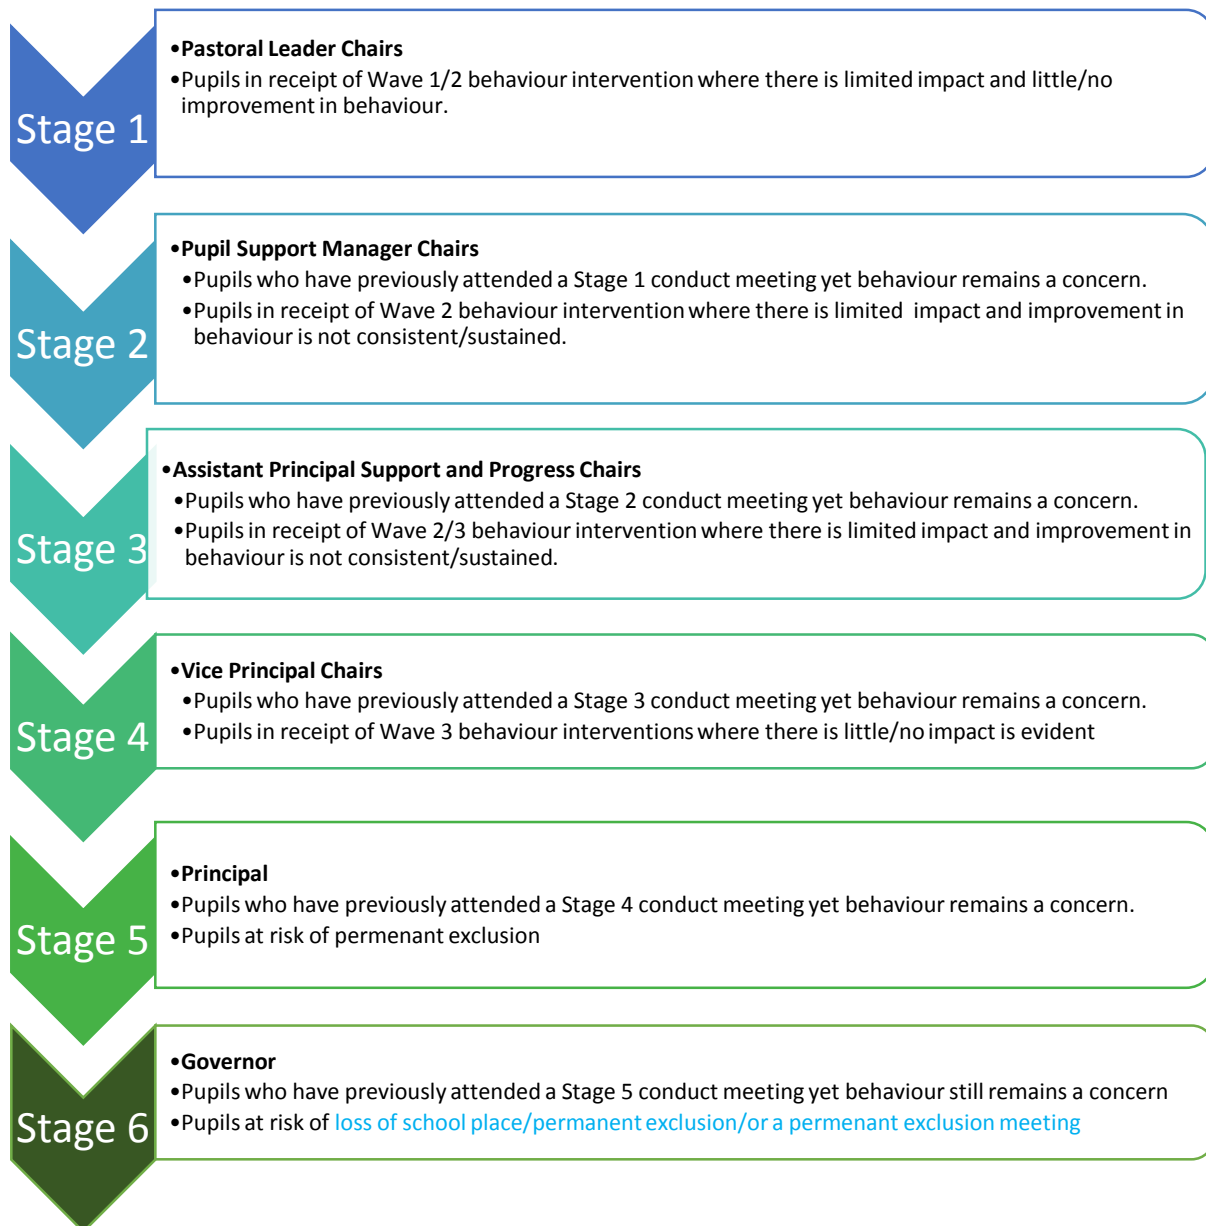 Stage 1
•Pastoral Leader Chairs
•Pupils in receipt of Wave 1/2 behaviour intervention where there is limited impact and little/no
improvement in behaviour.
Stage 2
•Pupil Support Manager Chairs
•Pupils who have previously attended a Stage 1 conduct meeting yet behaviour remains a concern.
•Pupils in receipt of Wave 2 behaviour intervention where there is limited impact and improvement in
behaviour is not consistent/sustained.
Stage 3
•Assistant Principal Support and Progress Chairs
•Pupils who have previously attended a Stage 2 conduct meeting yet behaviour remains a concern.
•Pupils in receipt of Wave 2/3 behaviour intervention where there is limited impact and improvement in
behaviour is not consistent/sustained.
Stage 4
•Vice Principal Chairs
•Pupils who have previously attended a Stage 3 conduct meeting yet behaviour remains a concern.
•Pupils in receipt of Wave 3 behaviour interventions where there is little/no impact is evident
Stage 5
•Principal
•Pupils who have previously attended a Stage 4 conduct meeting yet behaviour remains a concern.
•Pupils at risk of permenant exclusion
Stage 6
•Governor
•Pupils who have previously attended a Stage 5 conduct meeting yet behaviour still remains a concern
•Pupils at risk of loss of school place/permanent exclusion/or a permenant exclusion meeting